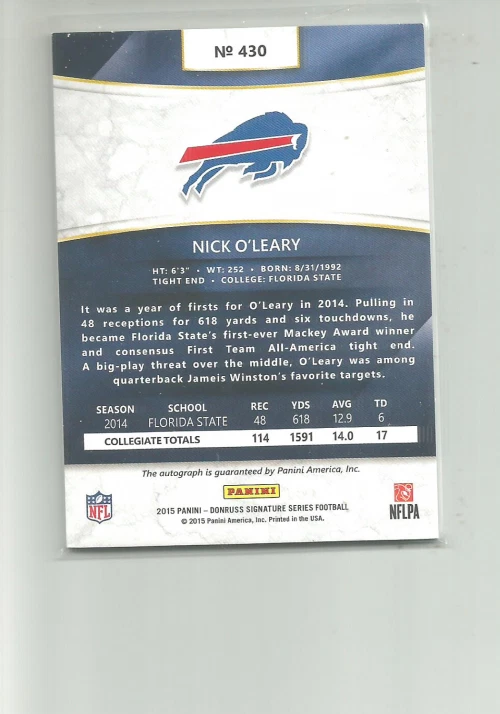 Nº 430
NICK O'LEARY
HT: 6'3" • WT: 252 • BORN: 8/31/1992
TIGHT END • COLLEGE: FLORIDA STATE
It was a year of firsts for O'Leary in 2014. Pulling in
48 receptions for 618 yards and six touchdowns, he
became Florida State's first-ever Mackey Award winner
and consensus First Team All-America tight end.
A big-play threat over the middle, O'Leary was among
quarterback Jameis Winston's favorite targets.
SEASON SCHOOL REC YDS AVG TD
2014 FLORIDA STATE 48 618 12.9 6
COLLEGIATE TOTALS 114 1591 14.0 17
The autograph is guaranteed by Panini America, Inc.
PANINI
NFL
NFLPA
2015 PANINI – DONRUSS SIGNATURE SERIES FOOTBALL
© 2015 Panini America, Inc. Printed in the USA.